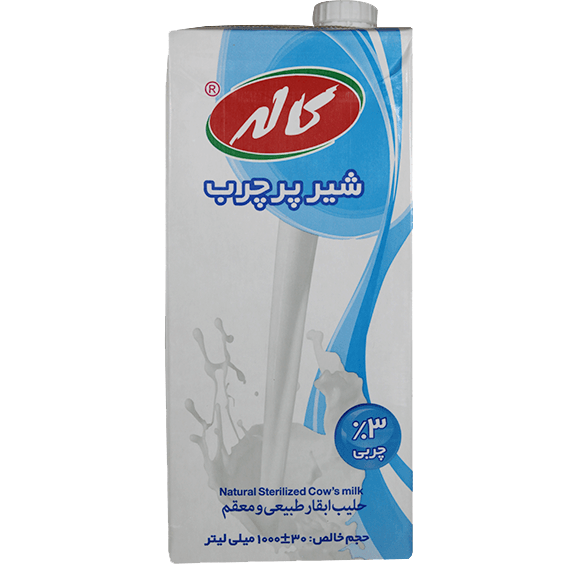 ®
کاله
شیر پرچرب
٪۳
چربی
Natural Sterilized Cow's milk
حلیب ابقار طبیعی و معقم
حجم خالص: ۳۰±۱۰۰۰ میلی لیتر